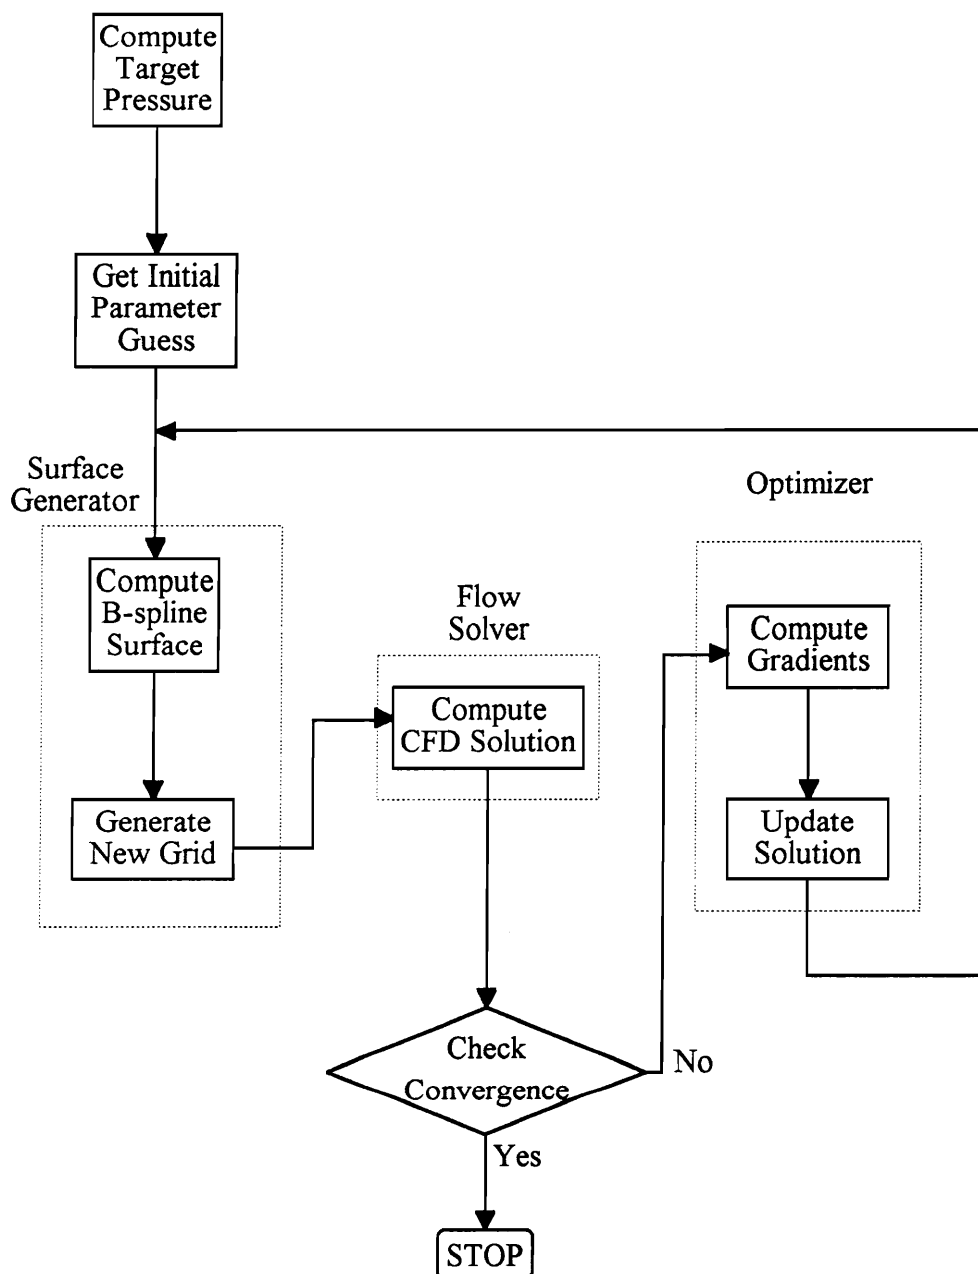 Compute
Target
Pressure
Get Initial
Parameter
Guess
Surface
Generator
Compute
B-spline
Surface
Generate
New Grid
Flow
Solver
Compute
CFD Solution
Optimizer
Compute
Gradients
Update
Solution
Check
Convergence
No
Yes
STOP